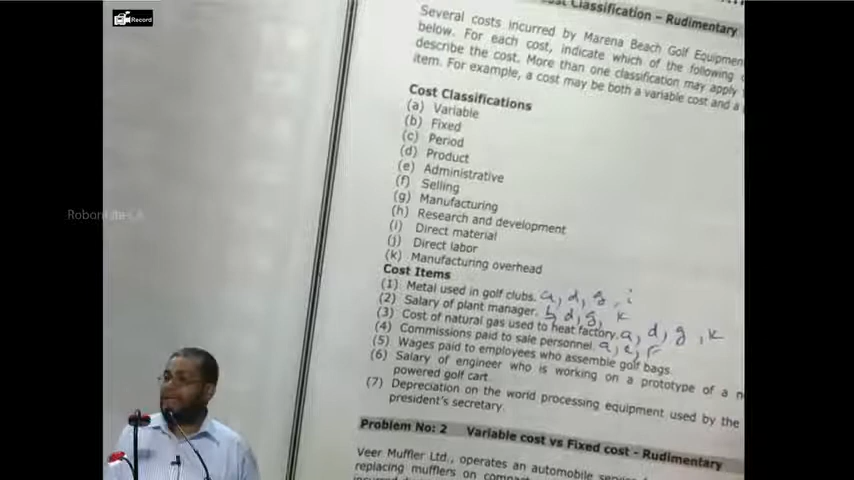 Record
Cost Classification – Rudimentary
Several costs incurred by Marena Beach Golf Equipmen
below. For each cost, indicate which of the following
describe the cost. More than one classification may apply
item. For example, a cost may be both a variable cost and a
Cost Classifications
(a) Variable
(b) Fixed
(c) Period
(d) Product
(e) Administrative
(f) Selling
(g) Manufacturing
(h) Research and development
(i) Direct material
(j) Direct labor
(k) Manufacturing overhead
Cost Items
(1) Metal used in golf clubs. a, d, g, i
(2) Salary of plant manager. b, d, g, k
(3) Cost of natural gas used to heat factory. a, d, g, k
(4) Commissions paid to sale personnel. a, c, f
(5) Wages paid to employees who assemble golf bags.
(6) Salary of engineer who is working on a prototype of a n
powered golf cart.
(7) Depreciation on the word processing equipment used by the
president's secretary.
Problem No: 2 Variable cost vs Fixed cost - Rudimentary
Veer Muffler Ltd., operates an automobile
replacing mufflers on compact